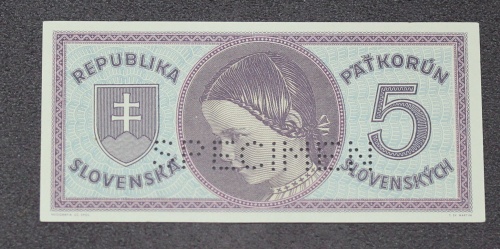 REPUBLIKA
PÄŤKORÚN
5
SPECIMEN
SLOVENSKÁ
SLOVENSKÝCH